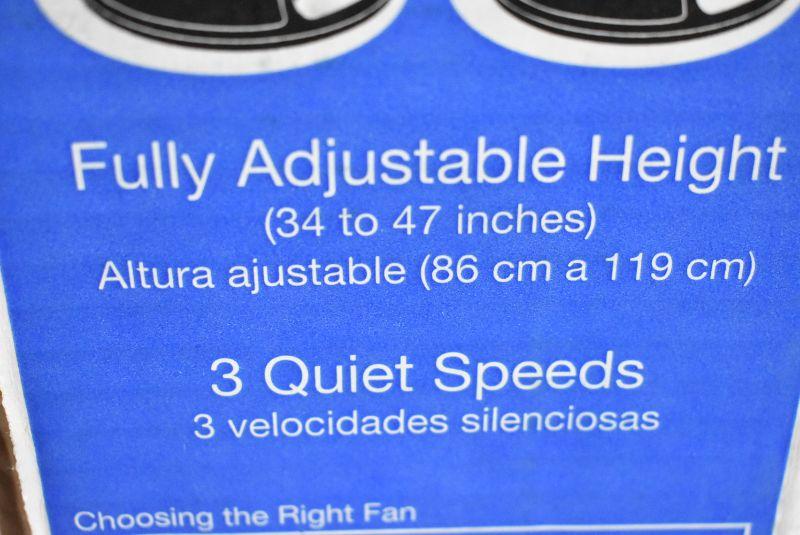 Fully Adjustable Height
(34 to 47 inches)
Altura ajustable (86 cm a 119 cm)
3 Quiet Speeds
3 velocidades silenciosas
Choosing the Right Fan